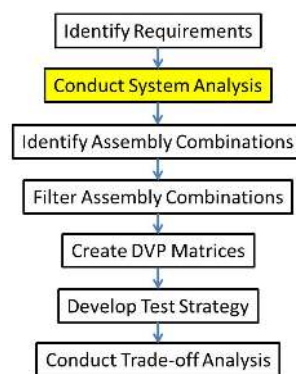 Identify Requirements
Conduct System Analysis
Identify Assembly Combinations
Filter Assembly Combinations
Create DVP Matrices
Develop Test Strategy
Conduct Trade-off Analysis